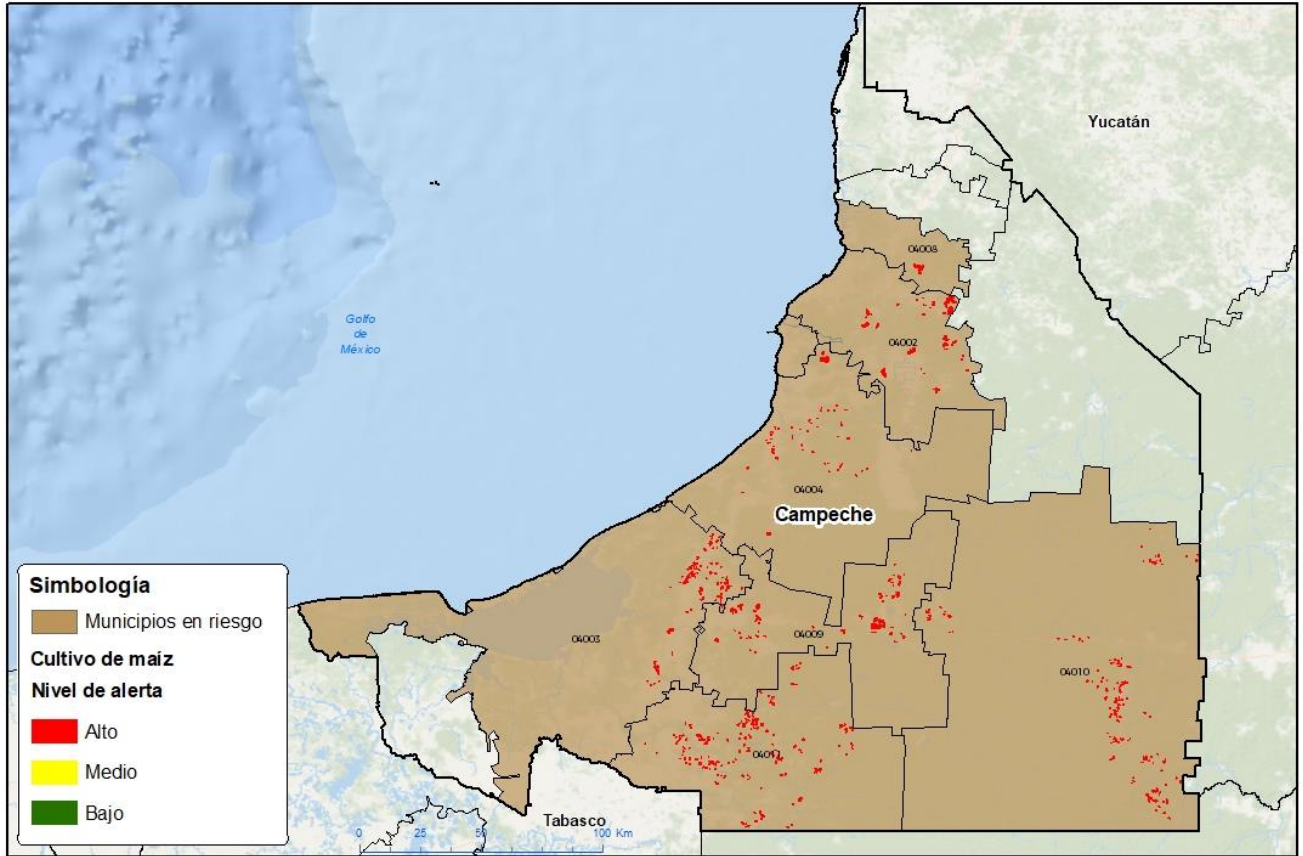 Yucatán
04008
Golfo
de
México
04002
04004
Campeche
04003
04009
04010
04011
Tabasco
0 25 50 100 Km
Simbología
Municipios en riesgo
Cultivo de maíz
Nivel de alerta
Alto
Medio
Bajo